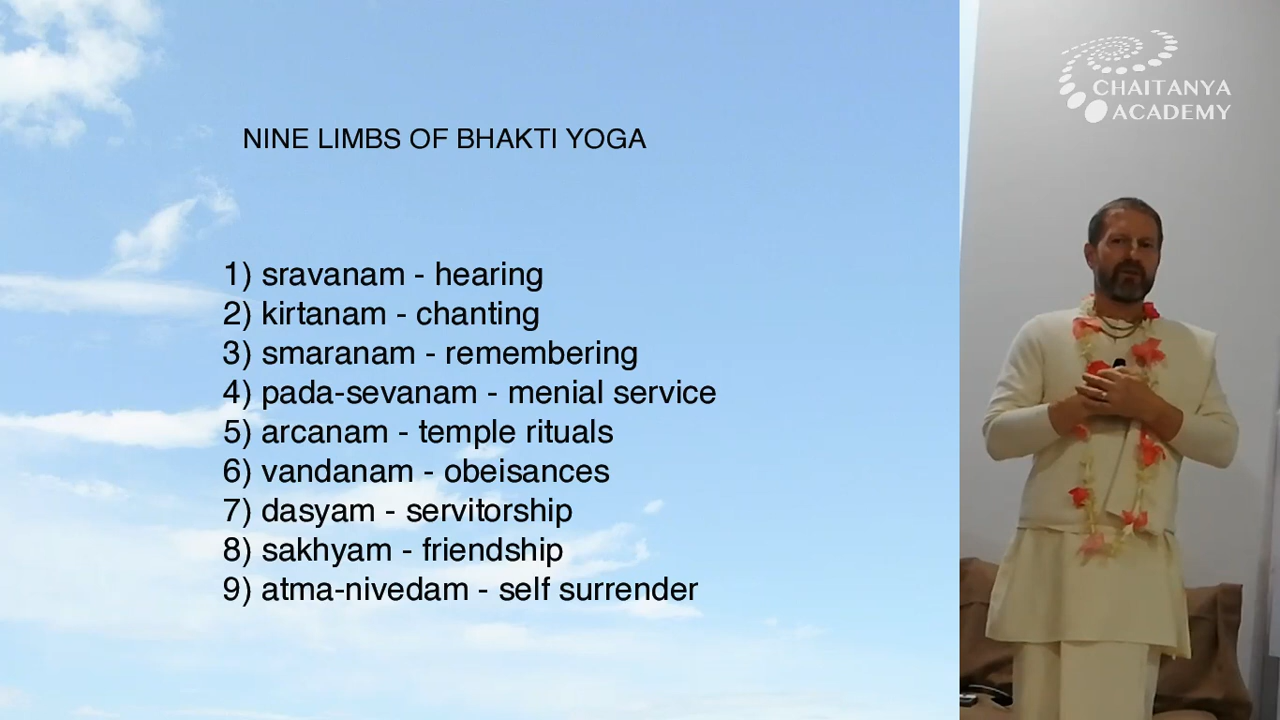 NINE LIMBS OF BHAKTI YOGA
1) sravanam - hearing
2) kirtanam - chanting
3) smaranam - remembering
4) pada-sevanam - menial service
5) arcanam - temple rituals
6) vandanam - obeisances
7) dasyam - servitorship
8) sakhyam - friendship
9) atma-nivedam - self surrender
CHAITANYA
ACADEMY